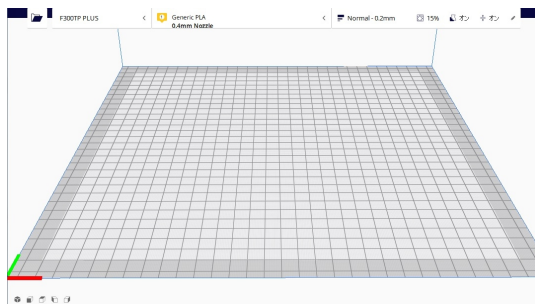 F300TP PLUS
Generic PLA
0.4mm Nozzle
Normal - 0.2mm
15%
オン
オン